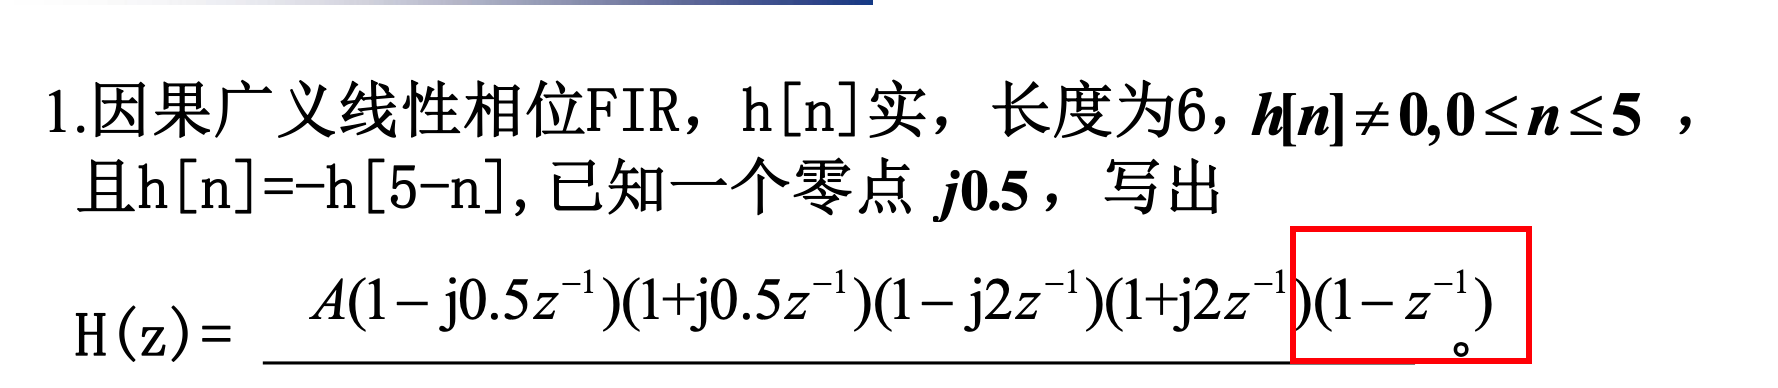 1.因果广义线性相位FIR，h[n]实，长度为6，h[n]≠0,0≤n≤5 ，
且h[n]=-h[5-n],已知一个零点 j0.5，写出
H(z)= A(1−j0.5z⁻¹)(1+j0.5z⁻¹)(1−j2z⁻¹)(1+j2z⁻¹)(1−z⁻¹) 。